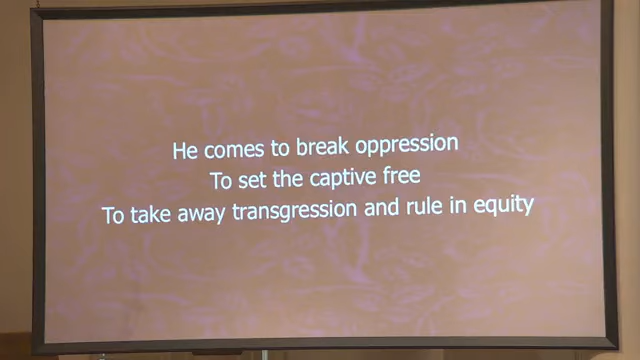 He comes to break oppression
To set the captive free
To take away transgression and rule in equity